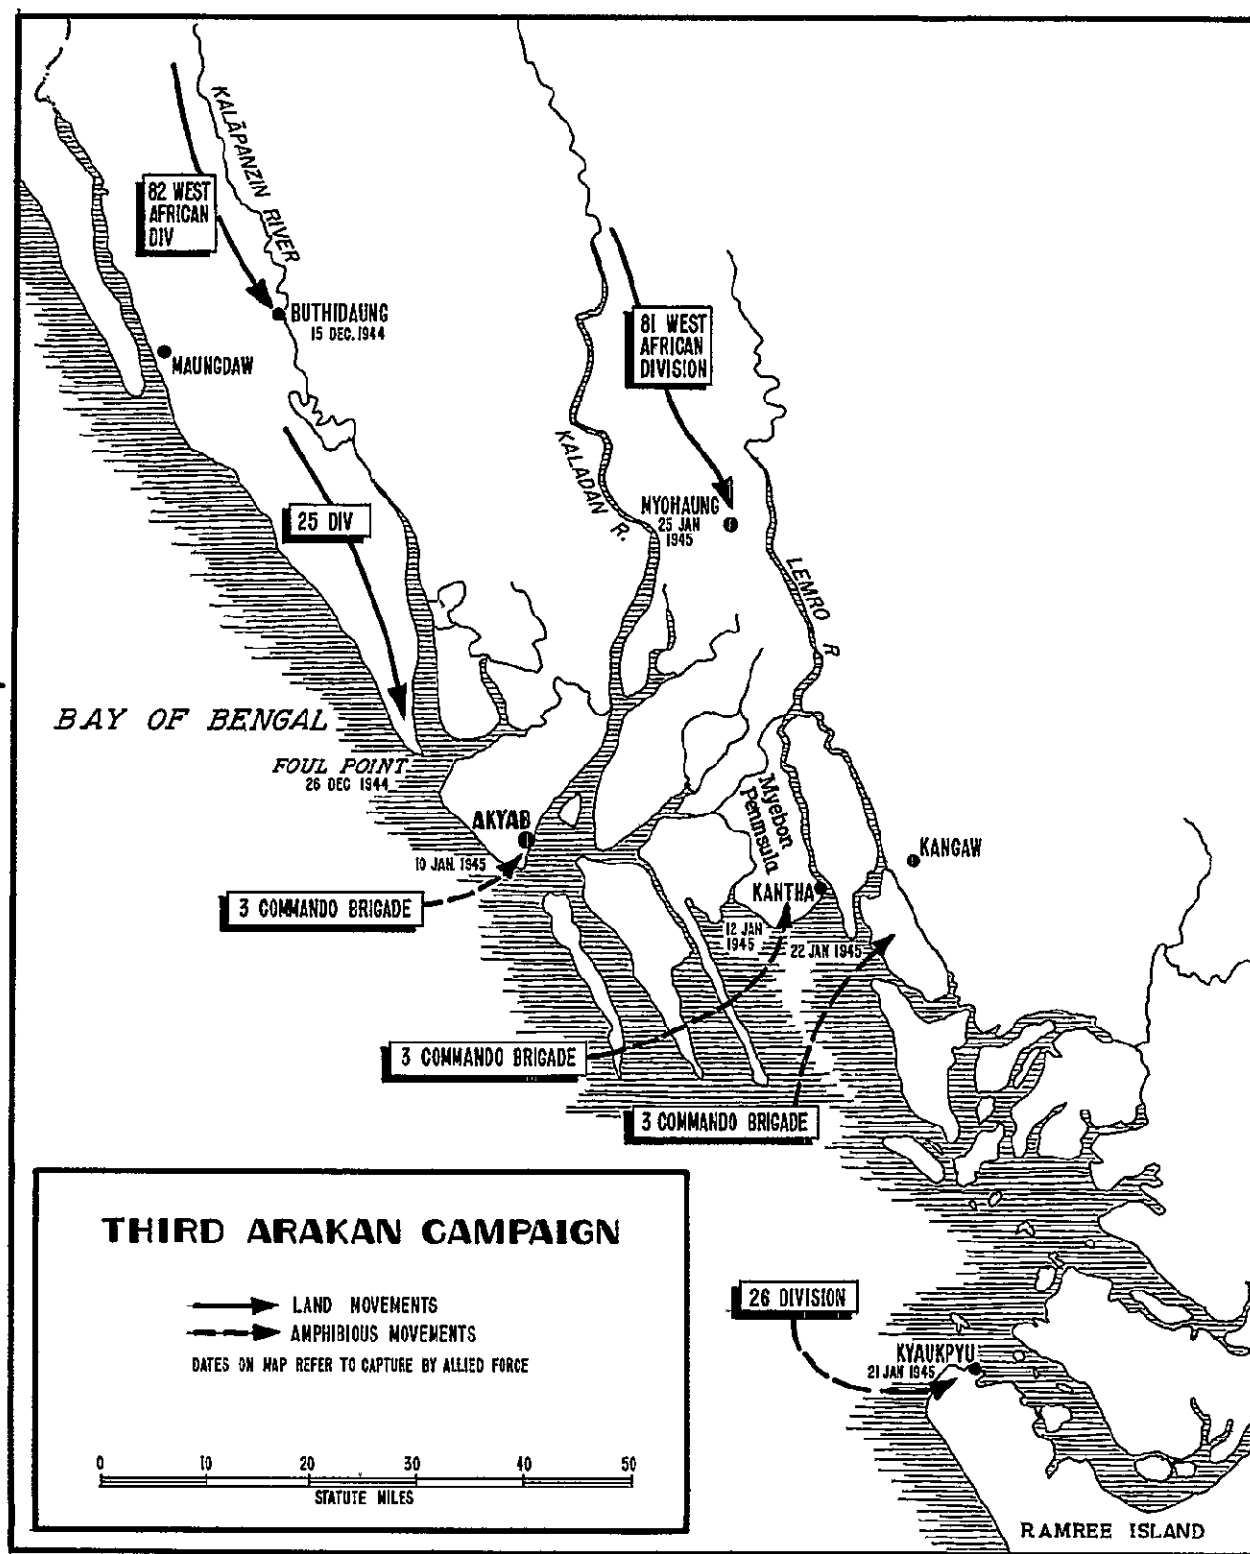 KALĀPANZIN RIVER
82 WEST
AFRICAN
DIV
BUTHIDAUNG
15 DEC. 1944
MAUNGDAW
81 WEST
AFRICAN
DIVISION
KALADAN R.
MYOHAUNG
25 JAN
1945
25 DIV
LEMRO R
BAY OF BENGAL
FOUL POINT
26 DEC 1944
AKYAB
10 JAN. 1945
Myebon
Peninsula
KANGAW
KANTHA
3 COMMANDO BRIGADE
12 JAN
1945
22 JAN 1945
3 COMMANDO BRIGADE
3 COMMANDO BRIGADE
THIRD ARAKAN CAMPAIGN
LAND MOVEMENTS
AMPHIBIOUS MOVEMENTS
DATES ON MAP REFER TO CAPTURE BY ALLIED FORCE
0 10 20 30 40 50
STATUTE MILES
26 DIVISION
KYAUKPYU
21 JAN 1945
RAMREE ISLAND